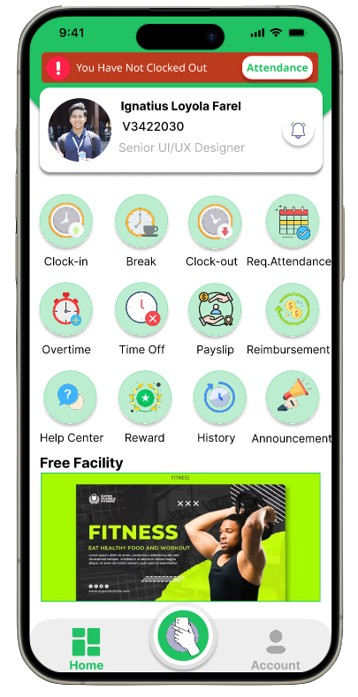 9:41
You Have Not Clocked Out
Attendance
Ignatius Loyola Farel
V3422030
Senior UI/UX Designer
Clock-in
Break
Clock-out
Req.Attendance
Overtime
Time Off
Payslip
Reimbursement
Help Center
Reward
History
Announcement
Free Facility
FITNESS
FITNESS
EAT HEALTHY FOOD AND WORKOUT
Home
Account